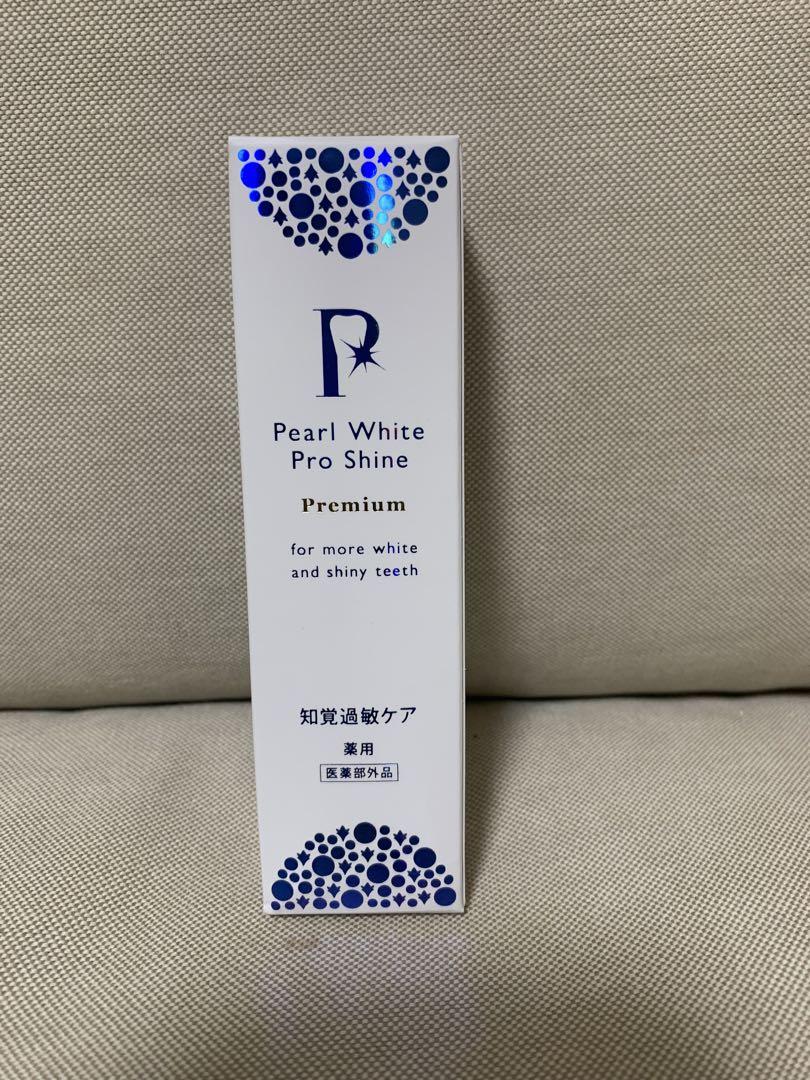 P
Pearl White
Pro Shine
Premium
for more white
and shiny teeth
知覚過敏ケア
薬用
医薬部外品